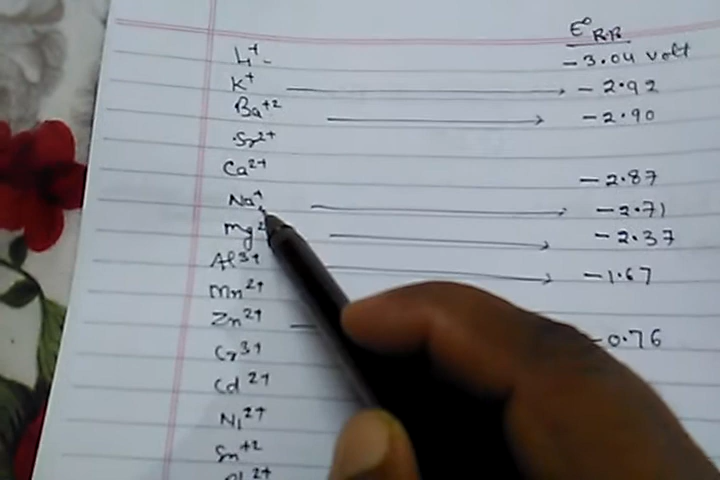 E° R.P.
Li+ - 3.04 volt
K+ - 2.92
Ba+2 - 2.90
Sr2+
Ca2+ - 2.87
Na+ - 2.71
Mg2 - 2.37
Al3+ - 1.67
Mn2+
Zn2+ - 0.76
Cr3+
Cd2+
Ni2+
Sn+2
2+